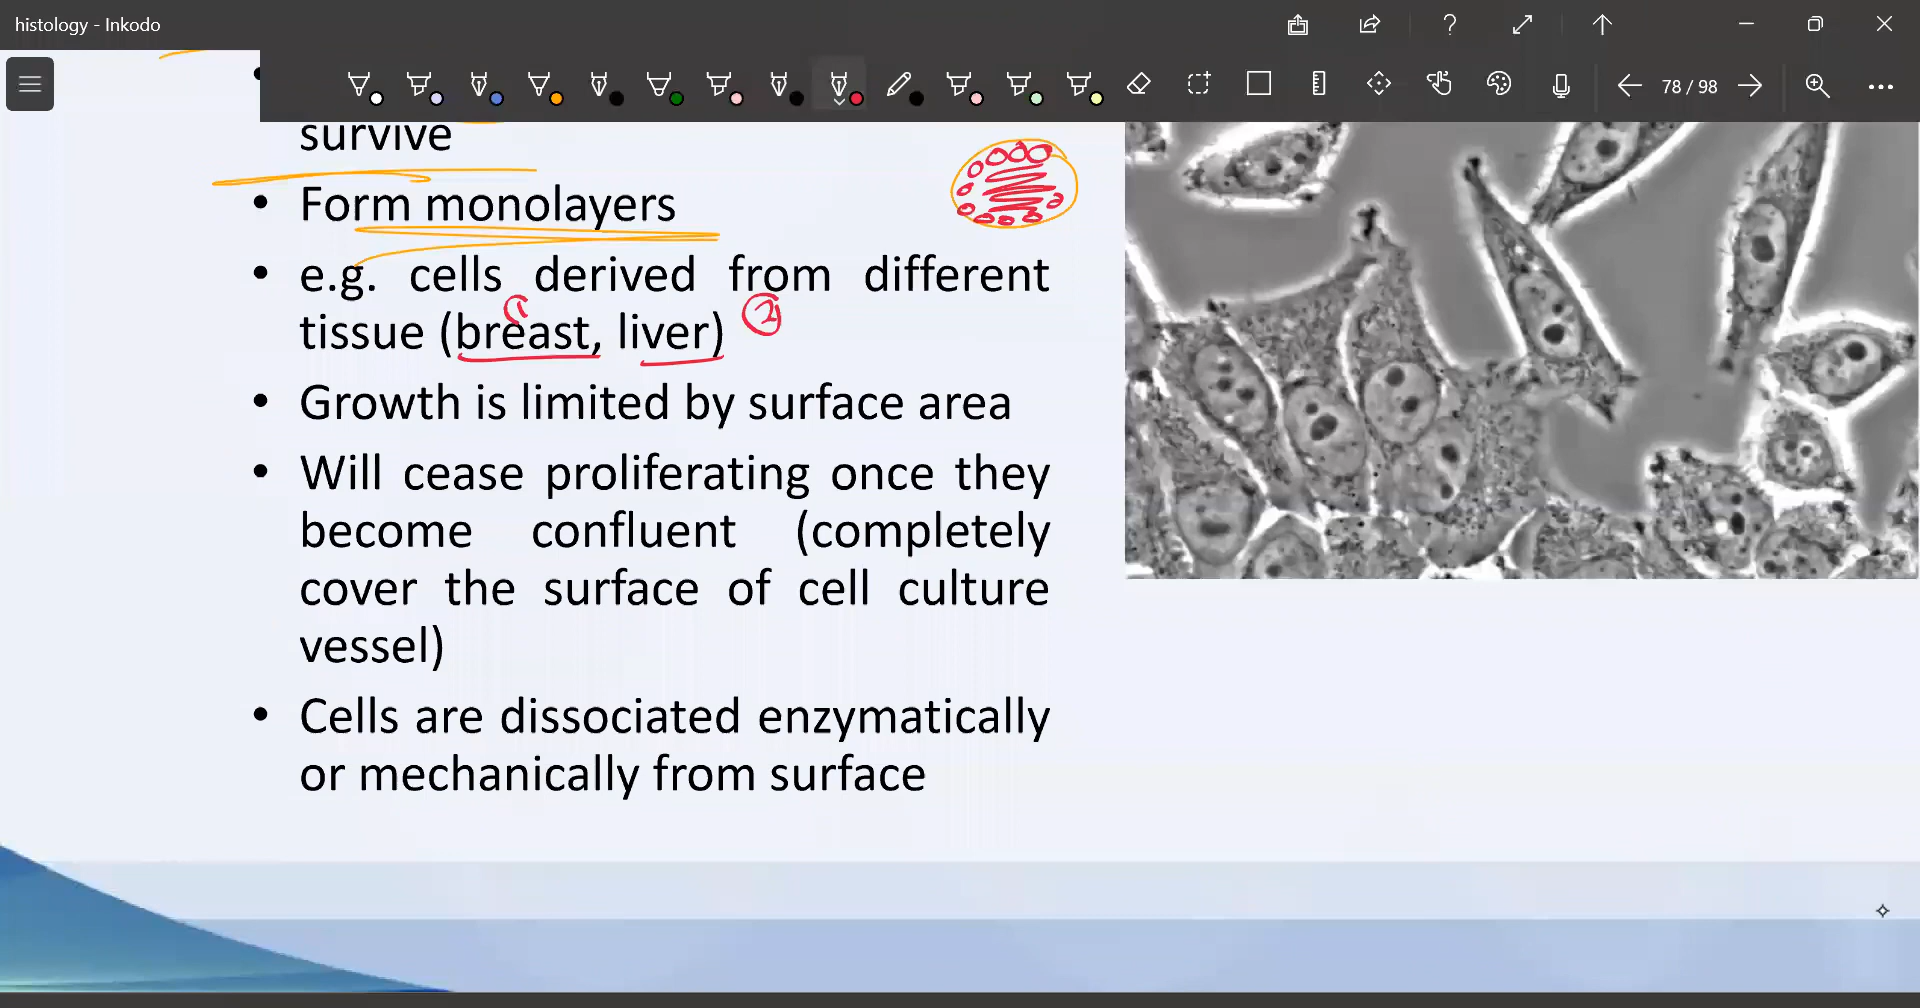 histology - Inkodo
78 / 98
survive
• Form monolayers
• e.g. cells derived from different
tissue (breast, liver)
1
2
• Growth is limited by surface area
• Will cease proliferating once they
become confluent (completely
cover the surface of cell culture
vessel)
• Cells are dissociated enzymatically
or mechanically from surface